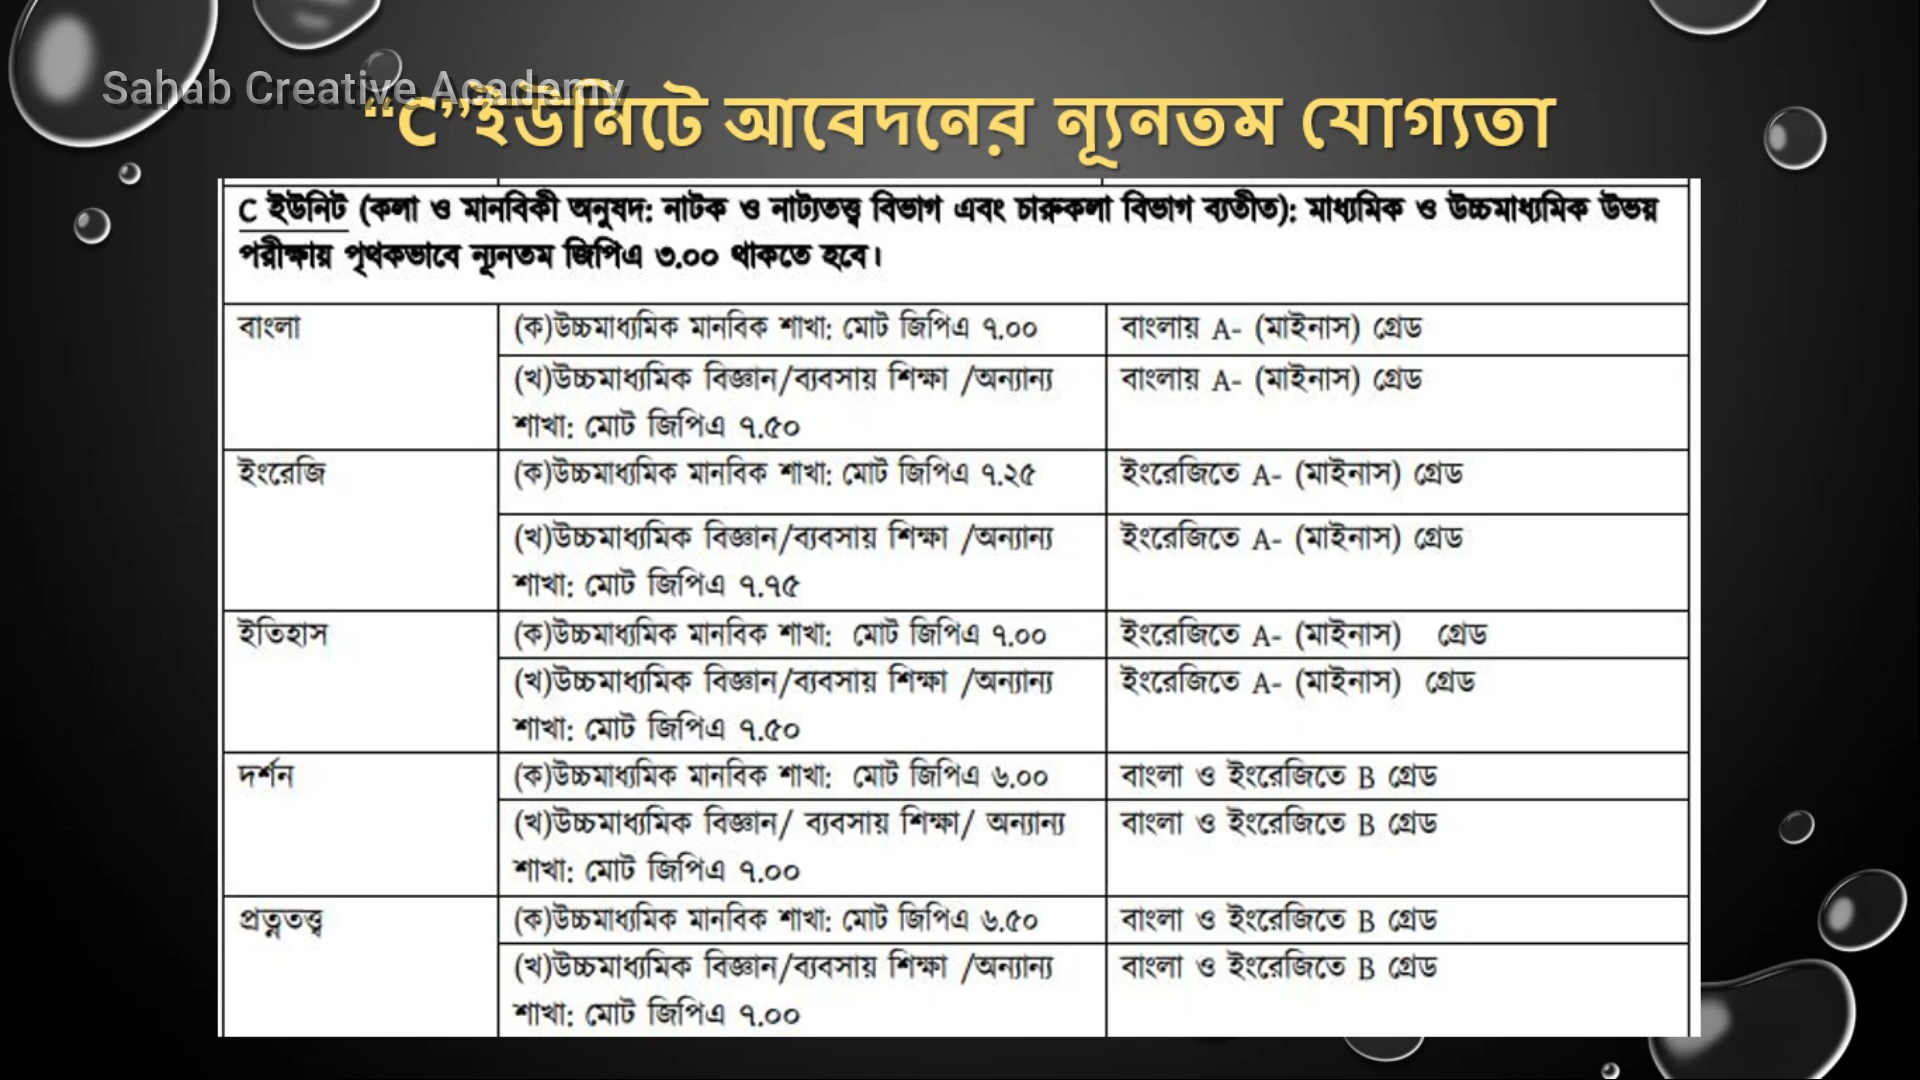 Sahab Creative Academy
“C”ইউনিটে আবেদনের ন্যূনতম যোগ্যতা
C ইউনিট (কলা ও মানবিকী অনুষদ: নাটক ও নাট্যতত্ত্ব বিভাগ এবং চারুকলা বিভাগ ব্যতীত): মাধ্যমিক ও উচ্চমাধ্যমিক উভয়
পরীক্ষায় পৃথকভাবে ন্যূনতম জিপিএ ৩.০০ থাকতে হবে।
বাংলা
(ক)উচ্চমাধ্যমিক মানবিক শাখা: মোট জিপিএ ৭.০০
বাংলায় A- (মাইনাস) গ্রেড
(খ)উচ্চমাধ্যমিক বিজ্ঞান/ব্যবসায় শিক্ষা /অন্যান্য
শাখা: মোট জিপিএ ৭.৫০
বাংলায় A- (মাইনাস) গ্রেড
ইংরেজি
(ক)উচ্চমাধ্যমিক মানবিক শাখা: মোট জিপিএ ৭.২৫
ইংরেজিতে A- (মাইনাস) গ্রেড
(খ)উচ্চমাধ্যমিক বিজ্ঞান/ব্যবসায় শিক্ষা /অন্যান্য
শাখা: মোট জিপিএ ৭.৭৫
ইংরেজিতে A- (মাইনাস) গ্রেড
ইতিহাস
(ক)উচ্চমাধ্যমিক মানবিক শাখা: মোট জিপিএ ৭.০০
ইংরেজিতে A- (মাইনাস) গ্রেড
(খ)উচ্চমাধ্যমিক বিজ্ঞান/ব্যবসায় শিক্ষা /অন্যান্য
শাখা: মোট জিপিএ ৭.৫০
ইংরেজিতে A- (মাইনাস) গ্রেড
দর্শন
(ক)উচ্চমাধ্যমিক মানবিক শাখা: মোট জিপিএ ৬.০০
বাংলা ও ইংরেজিতে B গ্রেড
(খ)উচ্চমাধ্যমিক বিজ্ঞান/ ব্যবসায় শিক্ষা/ অন্যান্য
শাখা: মোট জিপিএ ৭.০০
বাংলা ও ইংরেজিতে B গ্রেড
প্রত্নতত্ত্ব
(ক)উচ্চমাধ্যমিক মানবিক শাখা: মোট জিপিএ ৬.৫০
বাংলা ও ইংরেজিতে B গ্রেড
(খ)উচ্চমাধ্যমিক বিজ্ঞান/ব্যবসায় শিক্ষা /অন্যান্য
শাখা: মোট জিপিএ ৭.০০
বাংলা ও ইংরেজিতে B গ্রেড